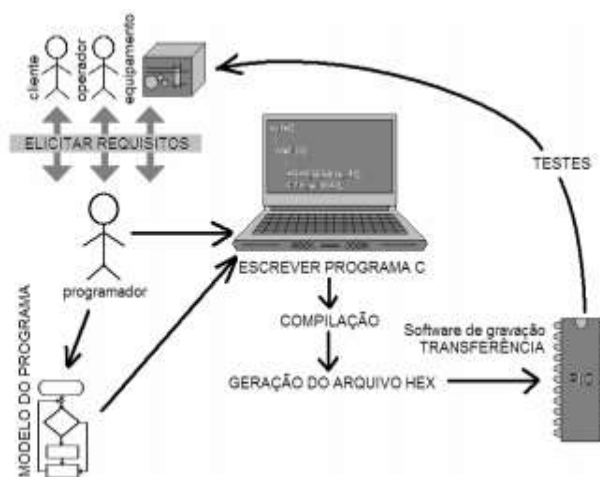 cliente
operador
equipamento
ELICITAR REQUISITOS
TESTES
ESCREVER PROGRAMA C
programador
COMPILAÇÃO
Software de gravação
TRANSFERÊNCIA
MODELO DO PROGRAMA
GERAÇÃO DO ARQUIVO HEX